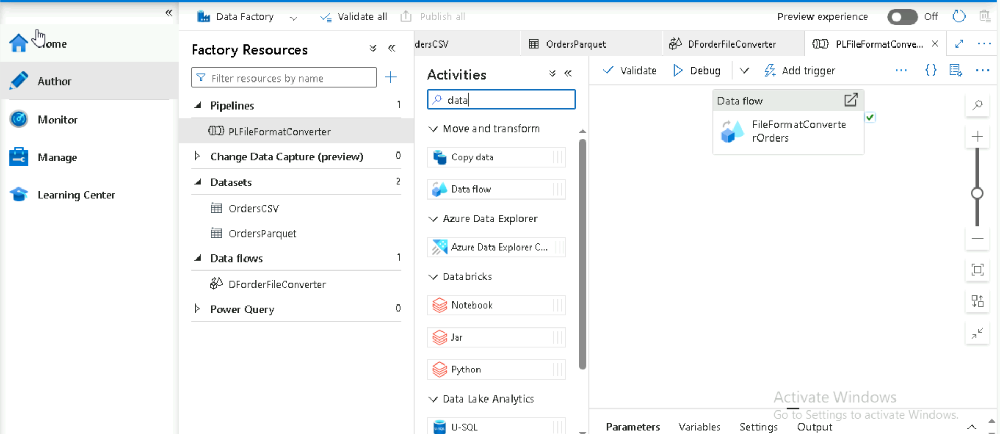 Data Factory
Validate all
Publish all
Preview experience
Off
Home
Author
Monitor
Manage
Learning Center
Factory Resources
Filter resources by name
Pipelines 1
PLFileFormatConverter
Change Data Capture (preview) 0
Datasets 2
OrdersCSV
OrdersParquet
Data flows 1
DForderFileConverter
Power Query 0
dersCSV
OrdersParquet
DForderFileConverter
PLFileFormatConve...
Activities
data
Move and transform
Copy data
Data flow
Azure Data Explorer
Azure Data Explorer C...
Databricks
Notebook
Jar
Python
Data Lake Analytics
U-SQL
Validate
Debug
Add trigger
Data flow
FileFormatConverte
rOrders
Activate Windows
Go to Settings to activate Windows.
Parameters
Variables
Settings
Output